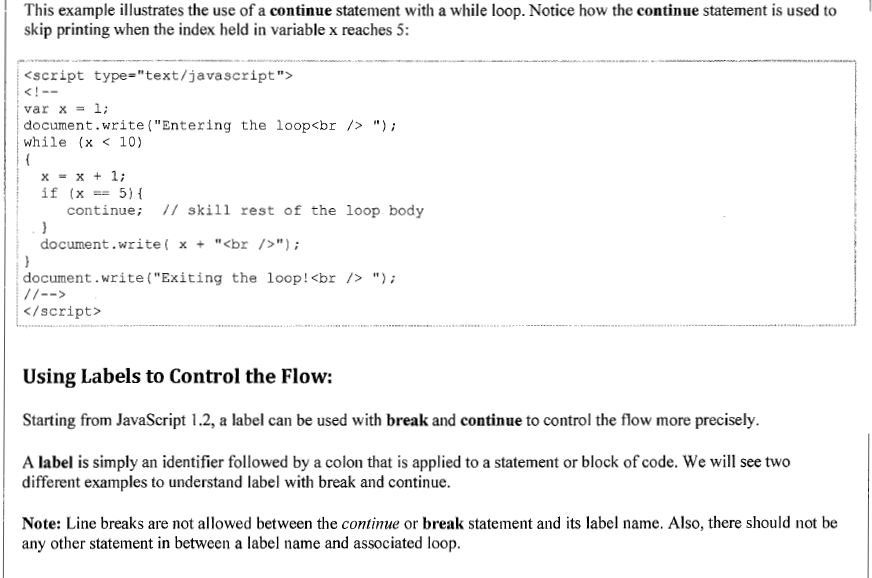 This example illustrates the use of a continue statement with a while loop. Notice how the continue statement is used to
skip printing when the index held in variable x reaches 5:
<script type="text/javascript">
<!--
var x = 1;
document.write("Entering the loop<br /> ");
while (x < 10)
{
  x = x + 1;
  if (x == 5){
     continue;  // skill rest of the loop body
  }
  document.write( x + "<br />");
}
document.write("Exiting the loop!<br /> ");
//-->
</script>
Using Labels to Control the Flow:
Starting from JavaScript 1.2, a label can be used with break and continue to control the flow more precisely.
A label is simply an identifier followed by a colon that is applied to a statement or block of code. We will see two
different examples to understand label with break and continue.
Note: Line breaks are not allowed between the continue or break statement and its label name. Also, there should not be
any other statement in between a label name and associated loop.